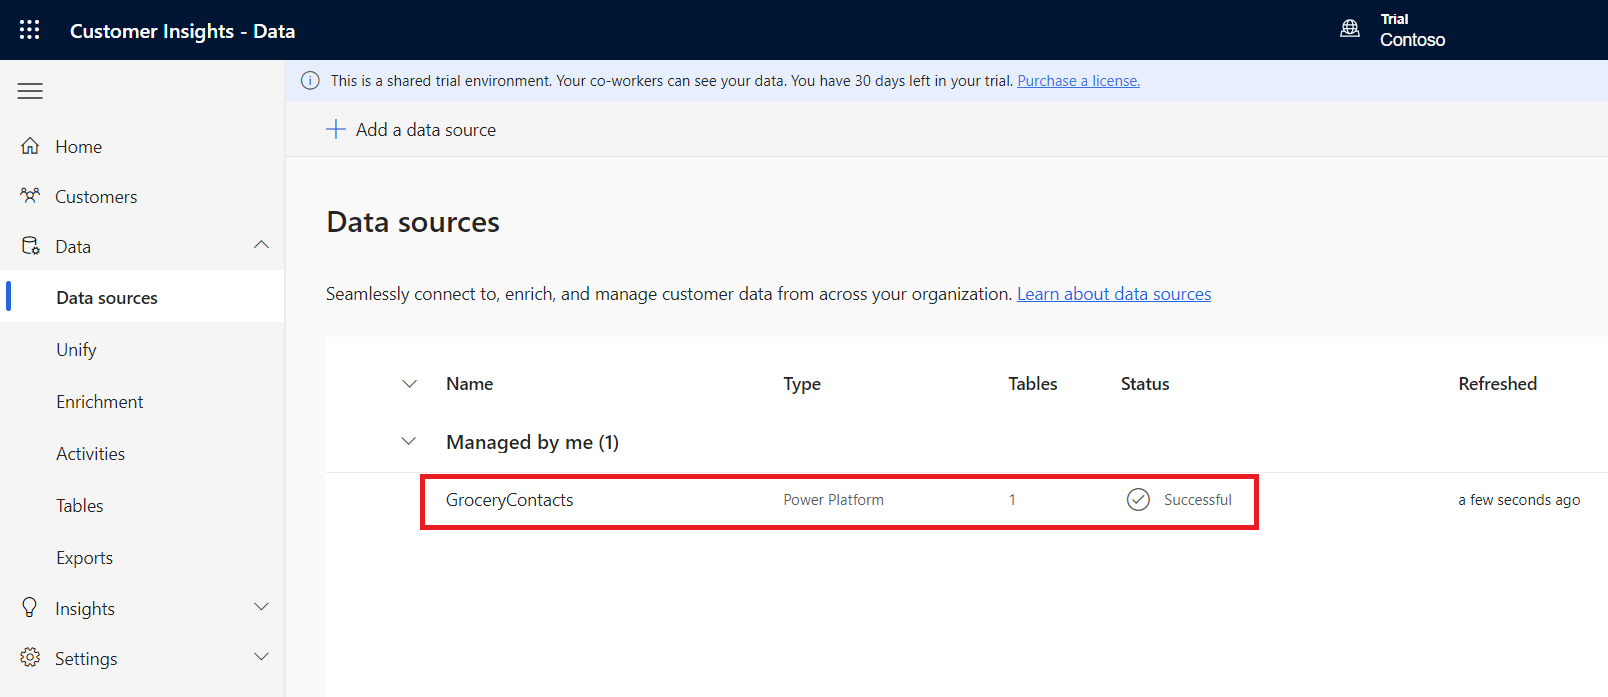 Customer Insights - Data
Trial
Contoso
This is a shared trial environment. Your co-workers can see your data. You have 30 days left in your trial. Purchase a license.
Add a data source
Home
Customers
Data
Data sources
Unify
Enrichment
Activities
Tables
Exports
Insights
Settings
Data sources
Seamlessly connect to, enrich, and manage customer data from across your organization. Learn about data sources
Name Type Tables Status Refreshed
Managed by me (1)
GroceryContacts Power Platform 1 Successful a few seconds ago